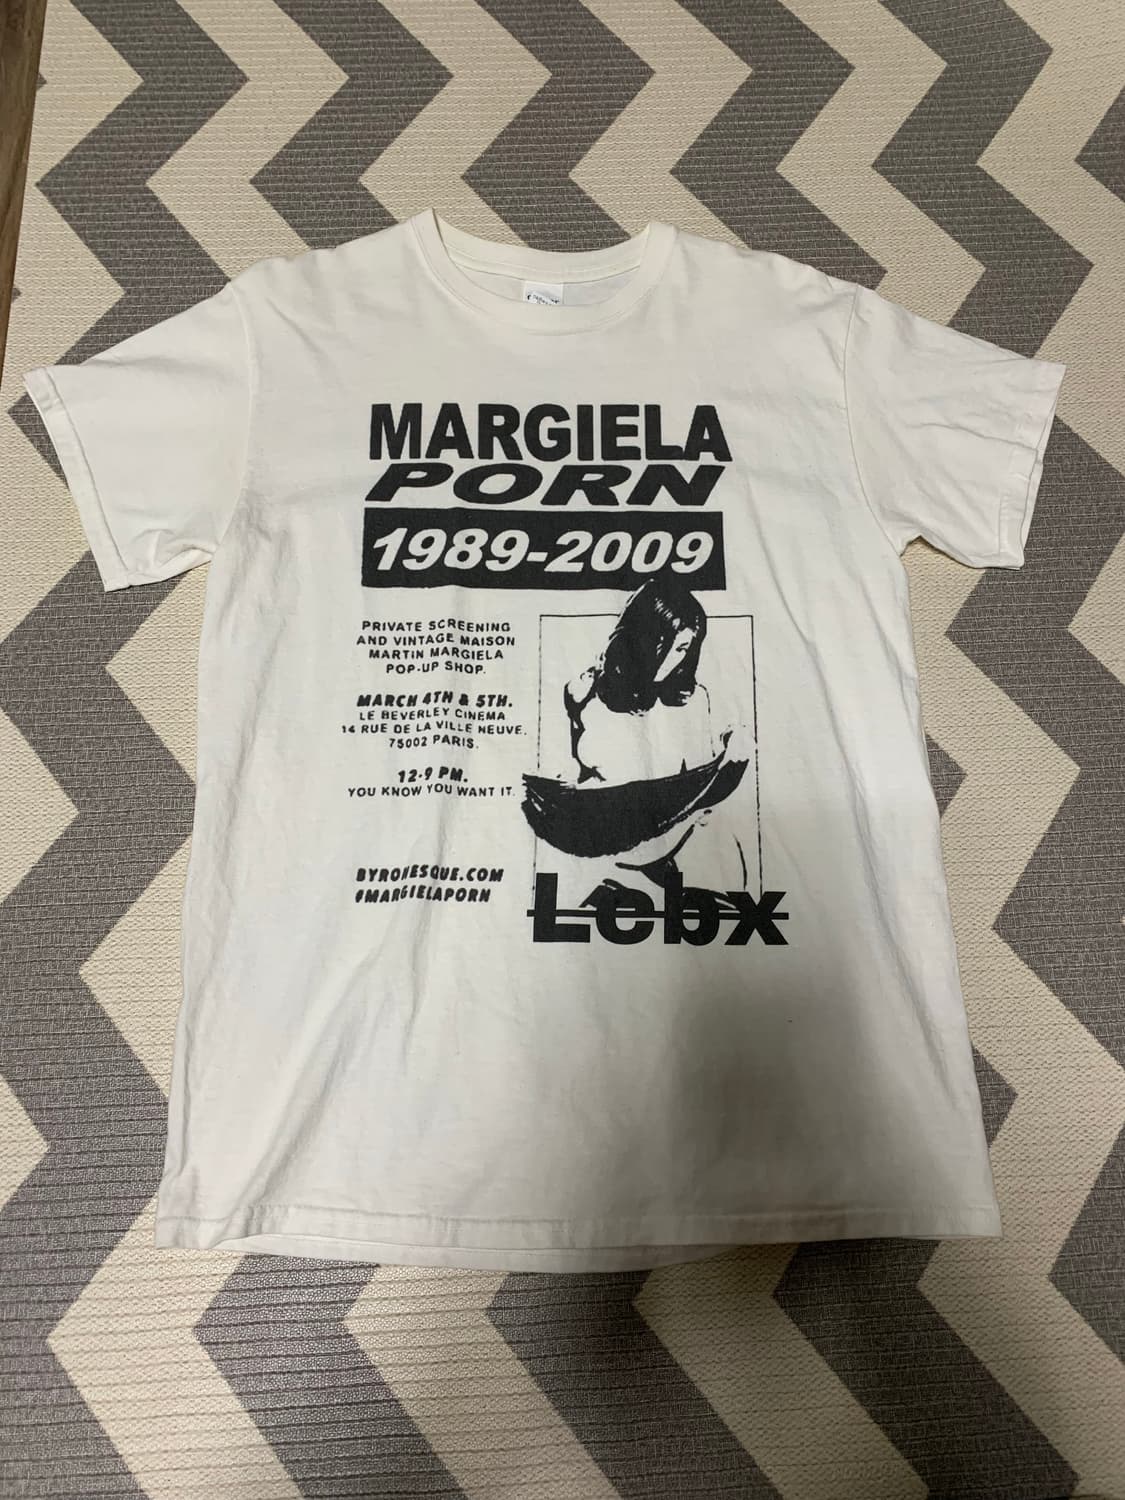 MARGIELA
PORN
1989-2009
PRIVATE SCREENING
AND VINTAGE MAISON
MARTIN MARGIELA
POP-UP SHOP.
MARCH 4TH & 5TH.
LE BEVERLEY CINEMA
14 RUE DE LA VILLE NEUVE.
75002 PARIS.
12-9 PM.
YOU KNOW YOU WANT IT.
BYRONESQUE.COM
#MARGIELAPORN
Lebx